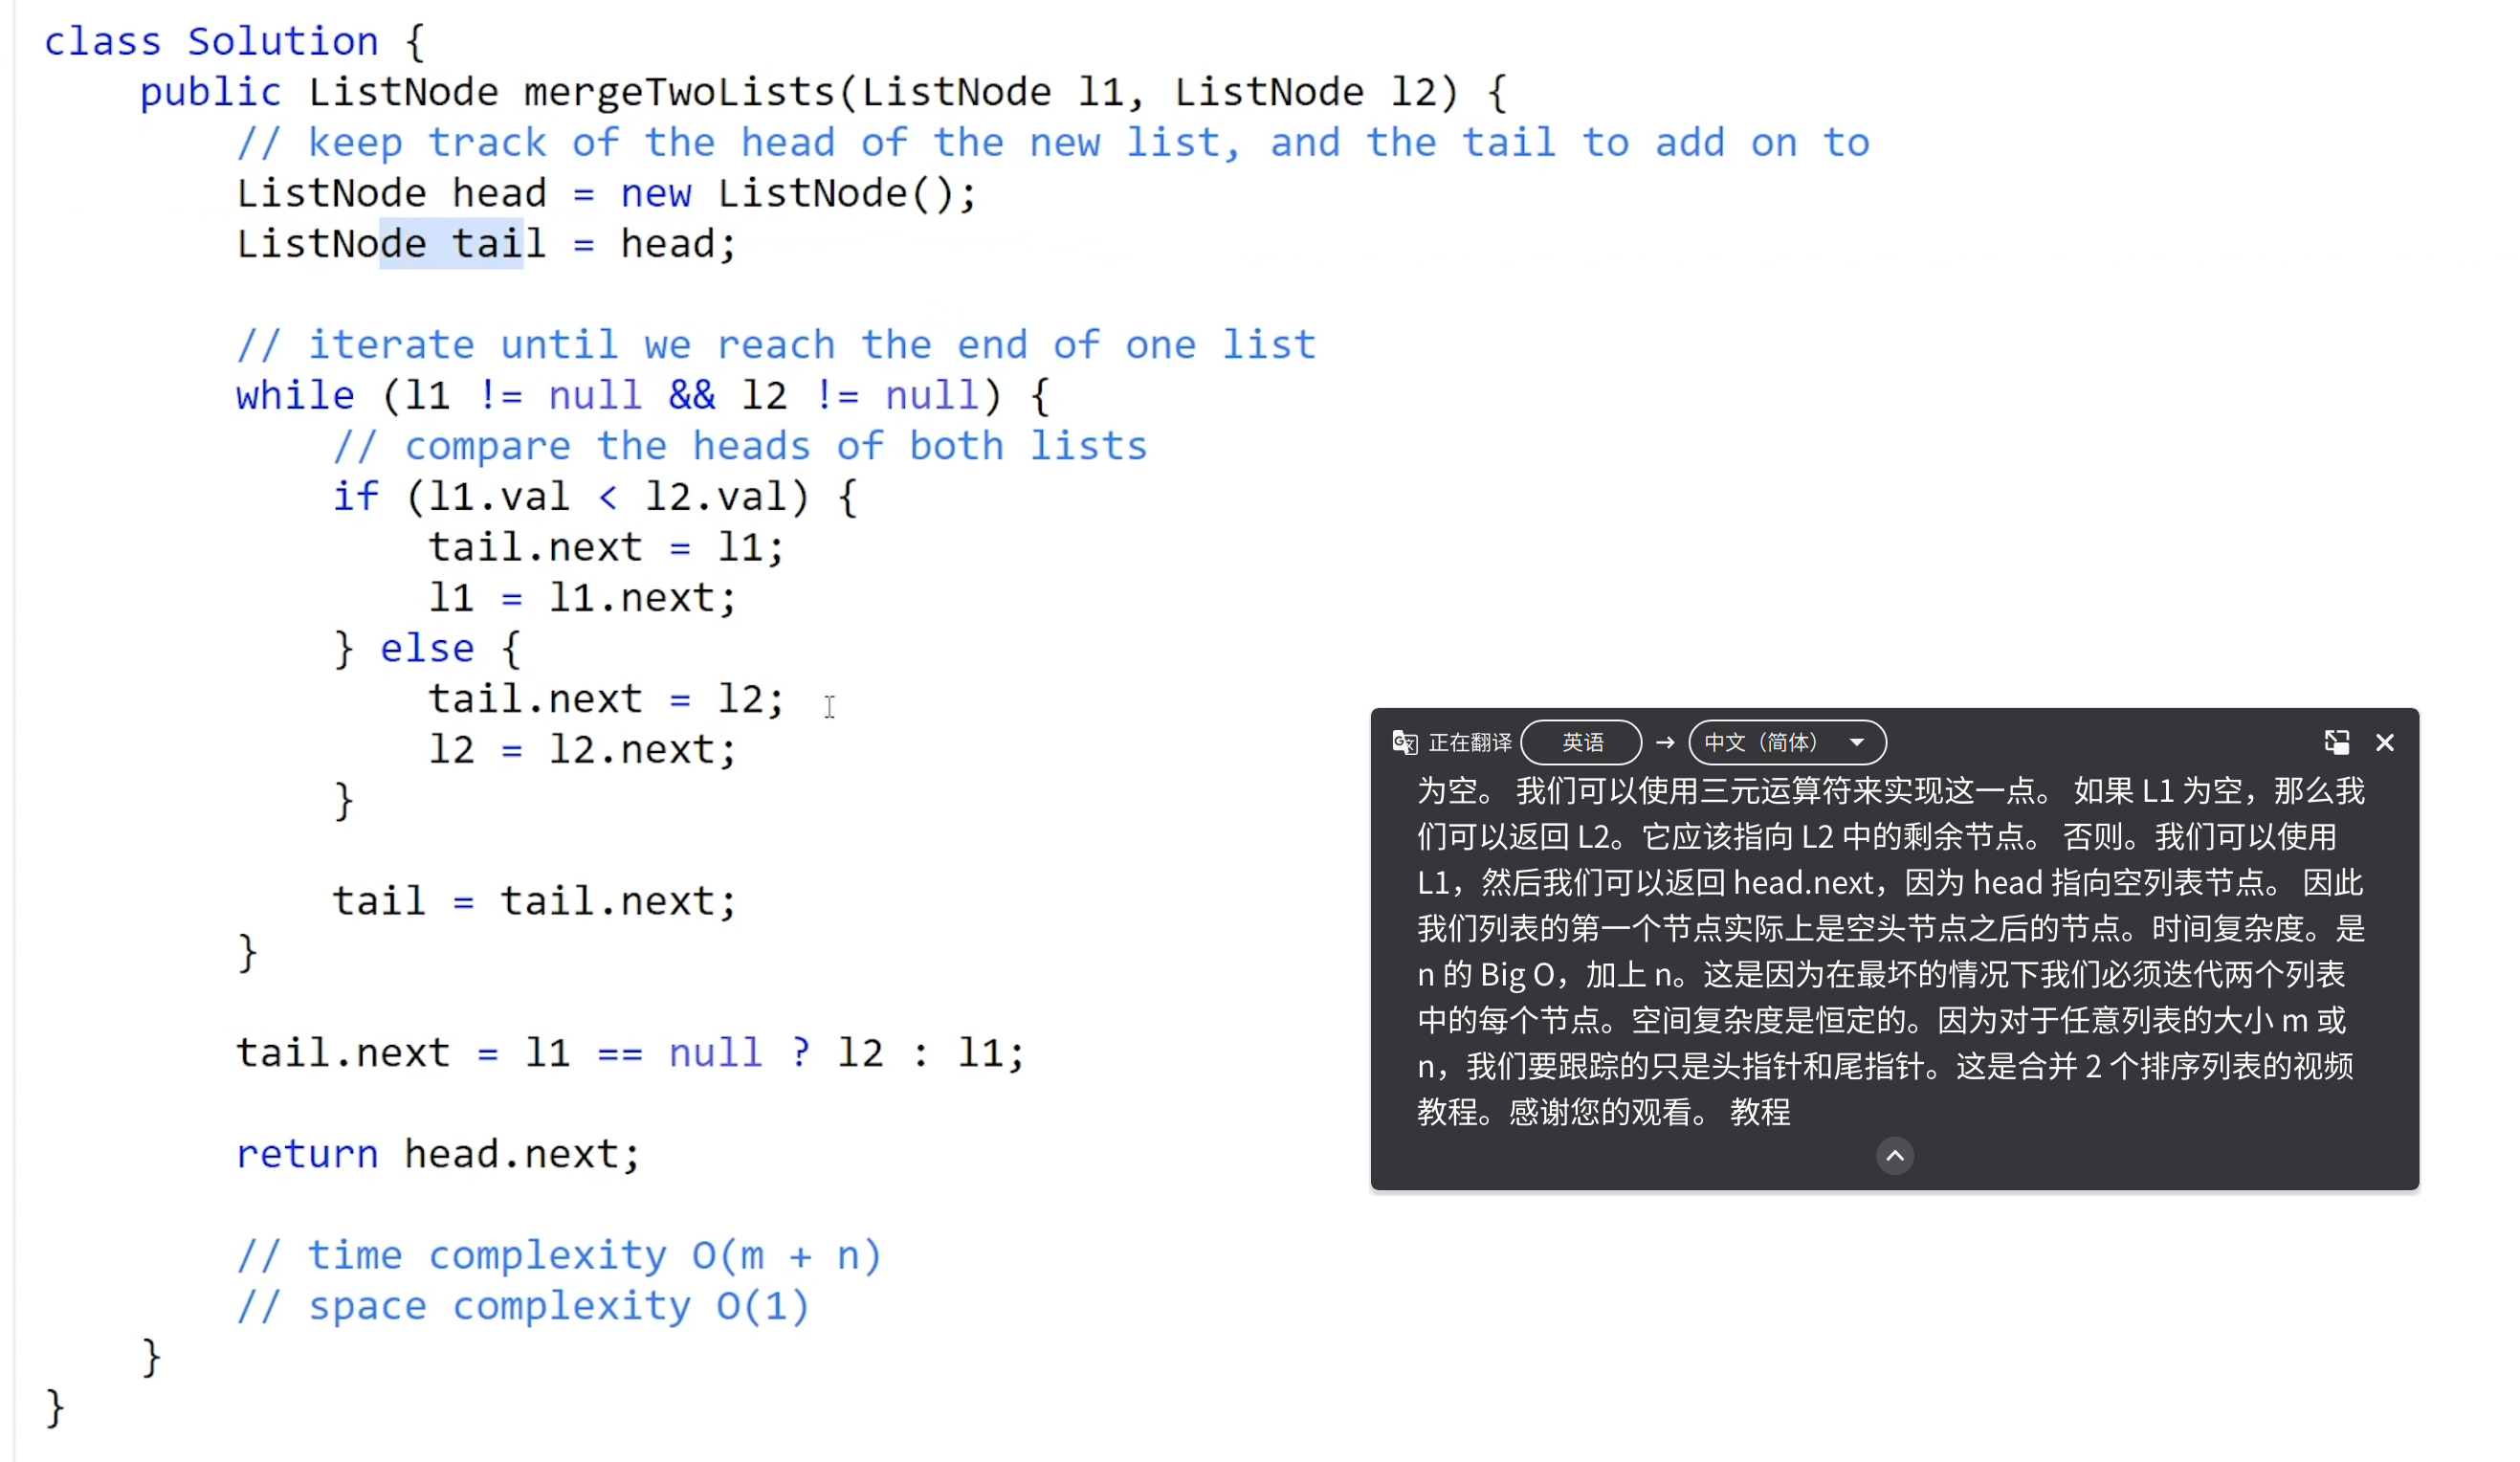 class Solution {
    public ListNode mergeTwoLists(ListNode l1, ListNode l2) {
        // keep track of the head of the new list, and the tail to add on to
        ListNode head = new ListNode();
        ListNode tail = head;

        // iterate until we reach the end of one list
        while (l1 != null && l2 != null) {
            // compare the heads of both lists
            if (l1.val < l2.val) {
                tail.next = l1;
                l1 = l1.next;
            } else {
                tail.next = l2;
                l2 = l2.next;
            }

            tail = tail.next;
        }

        tail.next = l1 == null ? l2 : l1;

        return head.next;

        // time complexity O(m + n)
        // space complexity O(1)
    }
}
正在翻译 英语 → 中文（简体）
为空。 我们可以使用三元运算符来实现这一点。 如果 L1 为空，那么我
们可以返回 L2。它应该指向 L2 中的剩余节点。 否则。我们可以使用
L1，然后我们可以返回 head.next，因为 head 指向空列表节点。 因此
我们列表的第一个节点实际上是空头节点之后的节点。时间复杂度。是
n 的 Big O，加上 n。这是因为在最坏的情况下我们必须迭代两个列表
中的每个节点。空间复杂度是恒定的。因为对于任意列表的大小 m 或
n，我们要跟踪的只是头指针和尾指针。这是合并 2 个排序列表的视频
教程。感谢您的观看。 教程